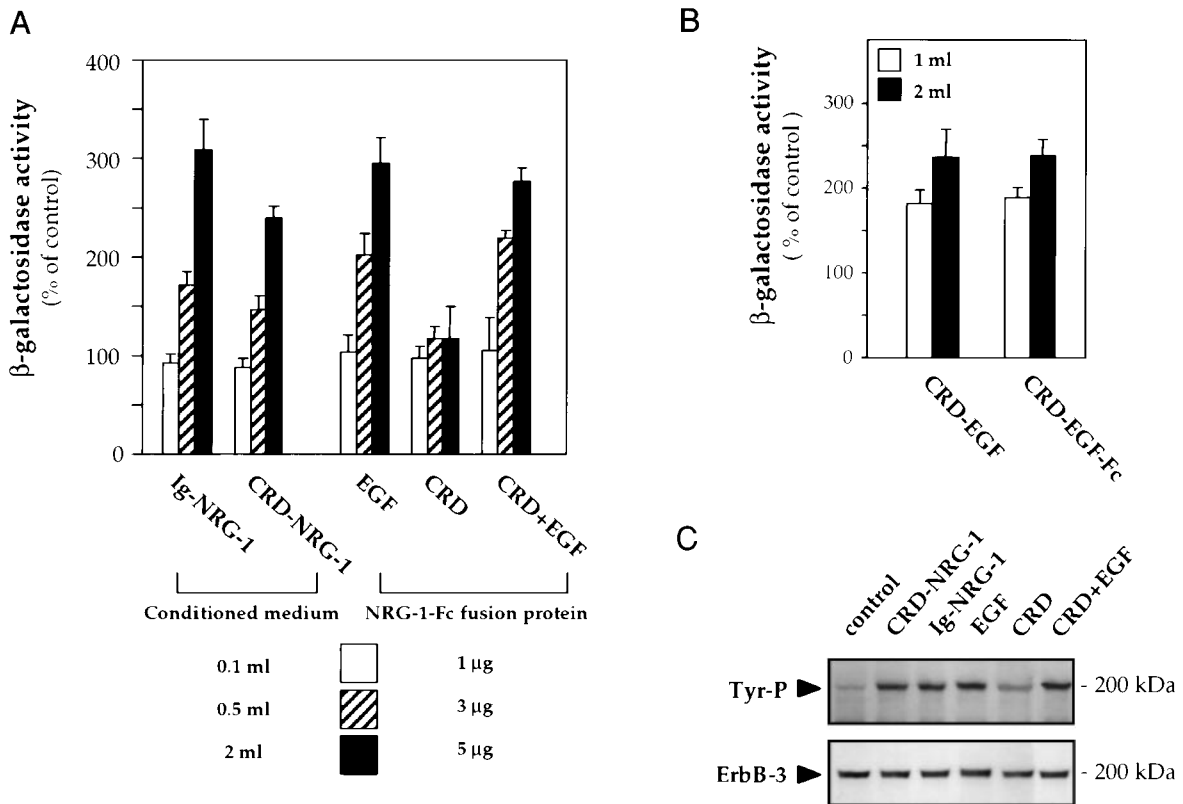 A
β-galactosidase activity
(% of control)
400
300
200
100
0
Ig-NRG-1
CRD-NRG-1
EGF
CRD
CRD+EGF
Conditioned medium
NRG-1-Fc fusion protein
0.1 ml
1 µg
0.5 ml
3 µg
2 ml
5 µg
B
β-galactosidase activity
( % of control )
1 ml
2 ml
300
200
100
0
CRD-EGF
CRD-EGF-Fc
C
control
CRD-NRG-1
Ig-NRG-1
EGF
CRD
CRD+EGF
Tyr-P
- 200 kDa
ErbB-3
- 200 kDa